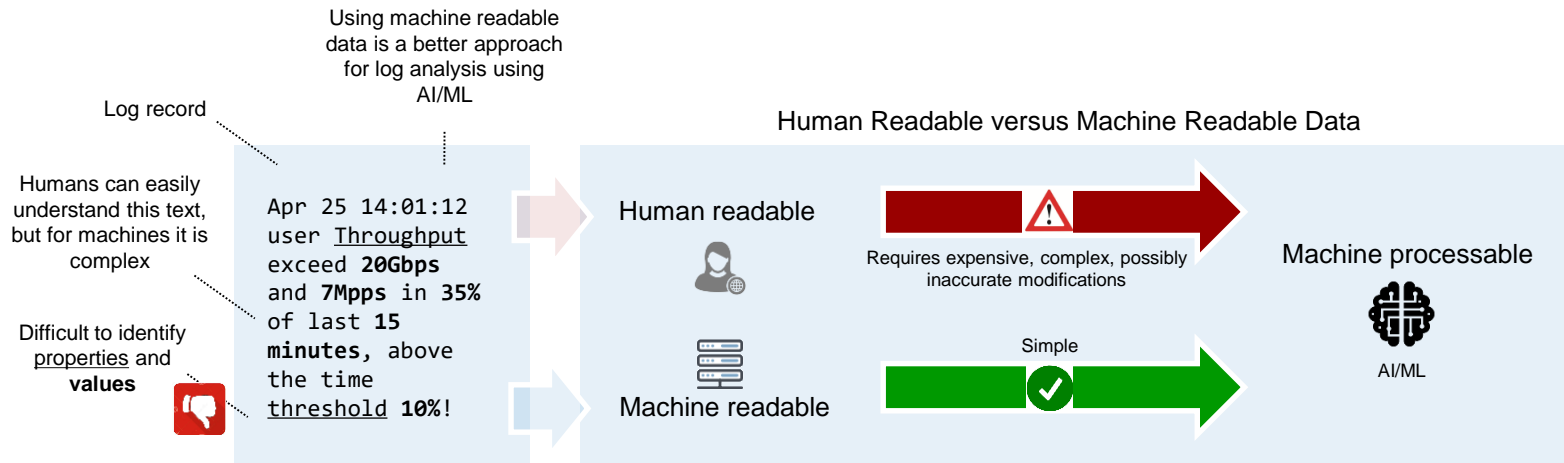 Using machine readable
data is a better approach
for log analysis using
AI/ML
Log record
Humans can easily
understand this text,
but for machines it is
complex
Difficult to identify
properties and
values
Apr 25 14:01:12
user Throughput
exceed 20Gbps
and 7Mpps in 35%
of last 15
minutes, above
the time
threshold 10%!
Human Readable versus Machine Readable Data
Human readable
Requires expensive, complex, possibly
inaccurate modifications
Machine readable
Simple
Machine processable
AI/ML